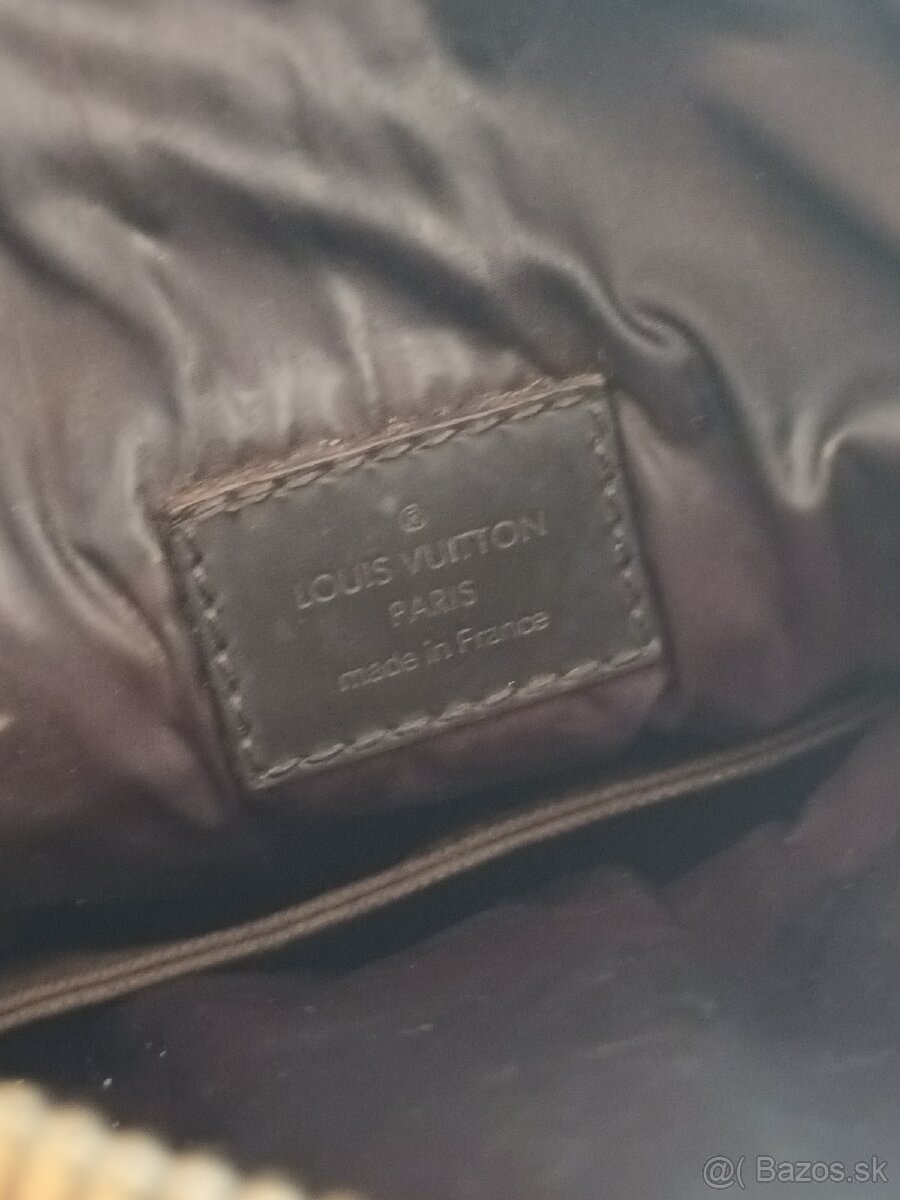 ®
LOUIS VUITTON
PARIS
made in France
@( Bazos.sk